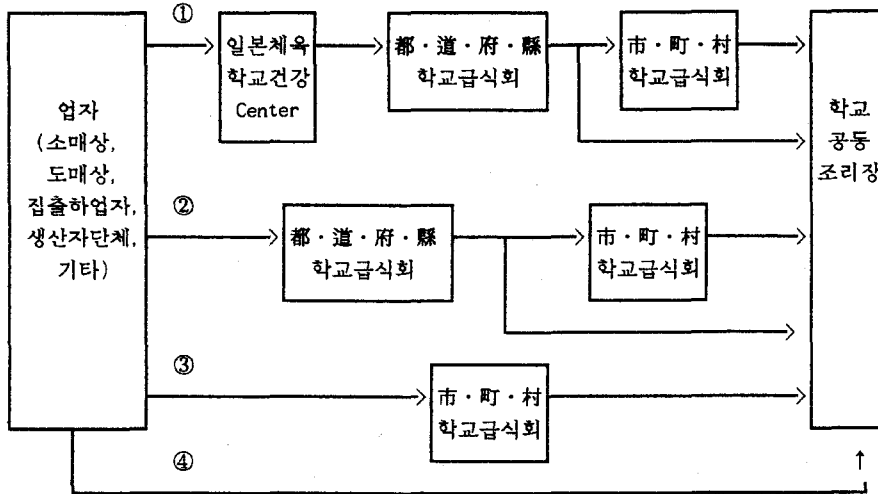 ①
업자
(소매상,
도매상,
집출하업자,
생산자단체,
기타)
일본체육
학교건강
Center
都·道·府·縣
학교급식회
市·町·村
학교급식회
학교
공동
조리장
②
都·道·府·縣
학교급식회
市·町·村
학교급식회
③
市·町·村
학교급식회
④